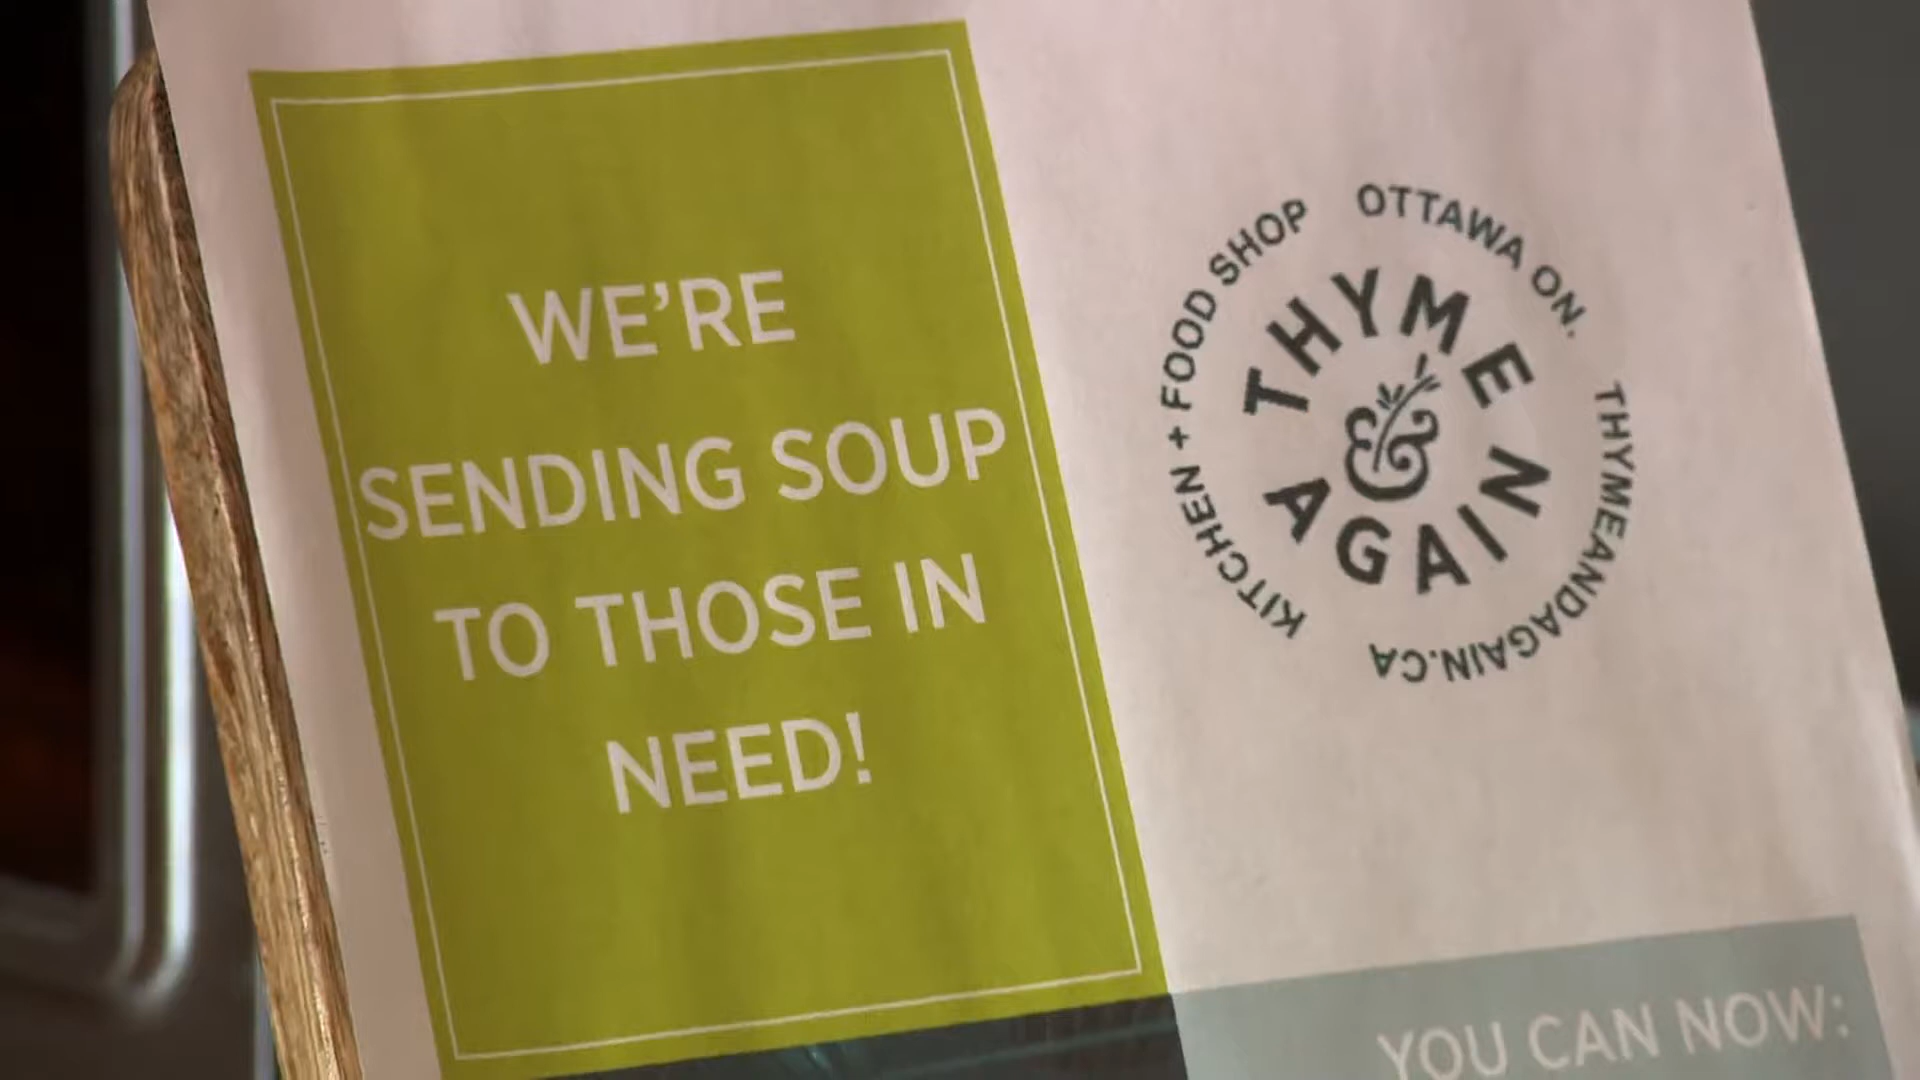 WE'RE
SENDING SOUP
TO THOSE IN
NEED!
KITCHEN + FOOD SHOP OTTAWA ON. THYMEANDAGAIN.CA
THYME
&
AGAIN
YOU CAN NOW: